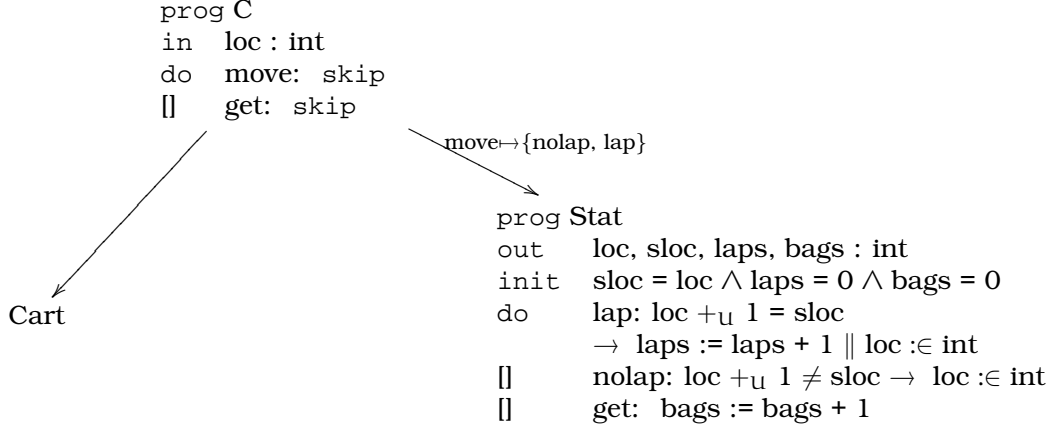 prog C
in loc : int
do move: skip
[] get: skip
move↦{nolap, lap}
prog Stat
out loc, sloc, laps, bags : int
init sloc = loc ∧ laps = 0 ∧ bags = 0
do lap: loc +U 1 = sloc
→ laps := laps + 1 ∥ loc :∈ int
[] nolap: loc +U 1 ≠ sloc → loc :∈ int
[] get: bags := bags + 1
Cart